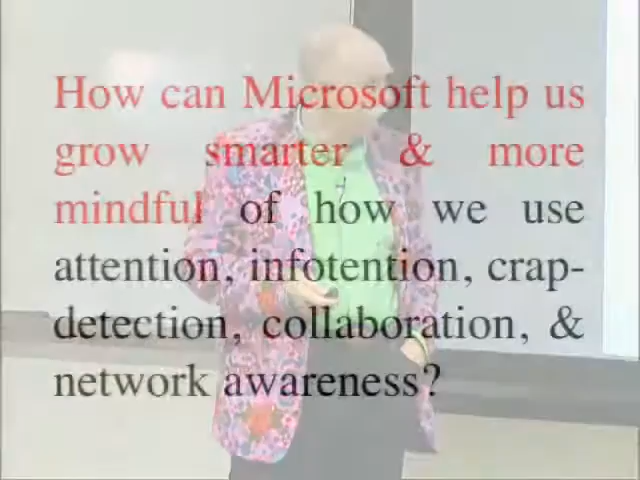 How can Microsoft help us
grow smarter & more
mindful of how we use
attention, infotention, crap-
detection, collaboration, &
network awareness?